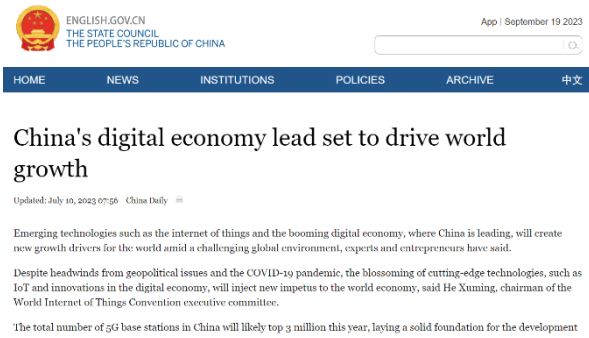 ENGLISH.GOV.CN
THE STATE COUNCIL
THE PEOPLE'S REPUBLIC OF CHINA
App | September 19 2023
HOME NEWS INSTITUTIONS POLICIES ARCHIVE 中文
China's digital economy lead set to drive world
growth
Updated: July 10, 2023 07:56 China Daily
Emerging technologies such as the internet of things and the booming digital economy, where China is leading, will create
new growth drivers for the world amid a challenging global environment, experts and entrepreneurs have said.
Despite headwinds from geopolitical issues and the COVID-19 pandemic, the blossoming of cutting-edge technologies, such as
IoT and innovations in the digital economy, will inject new impetus to the world economy, said He Xuming, chairman of the
World Internet of Things Convention executive committee.
The total number of 5G base stations in China will likely top 3 million this year, laying a solid foundation for the development